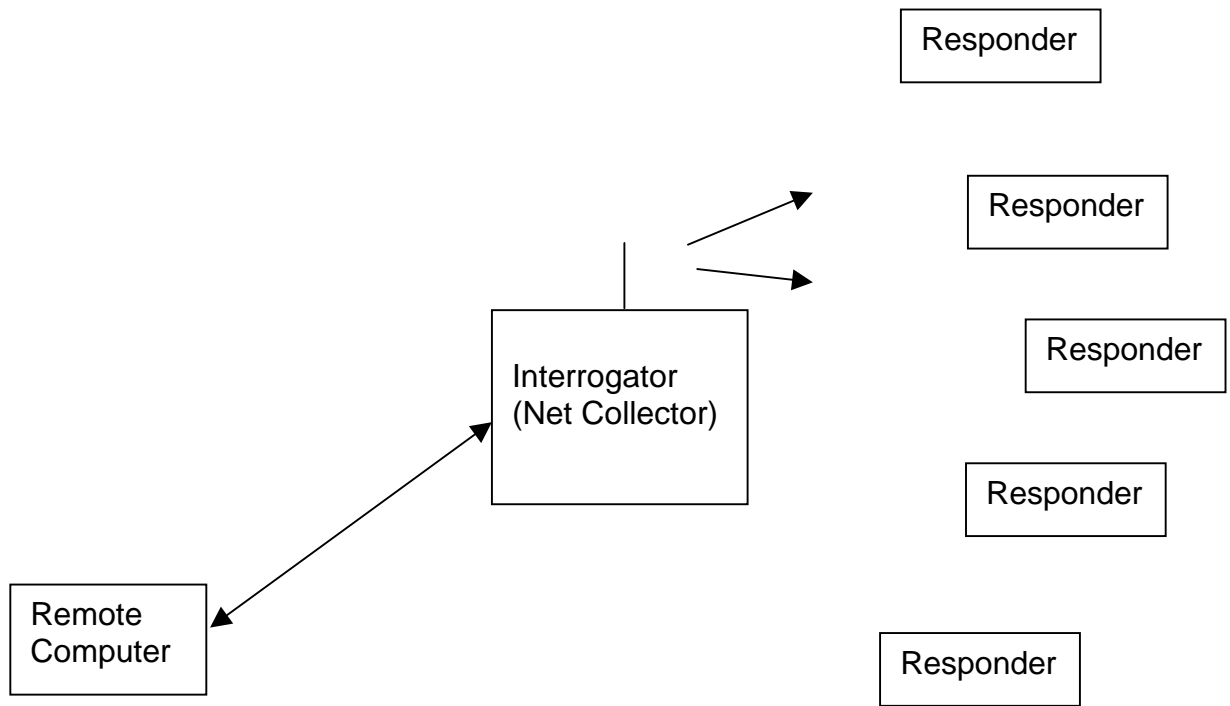 Responder
Responder
Responder
Interrogator
(Net Collector)
Responder
Remote
Computer
Responder